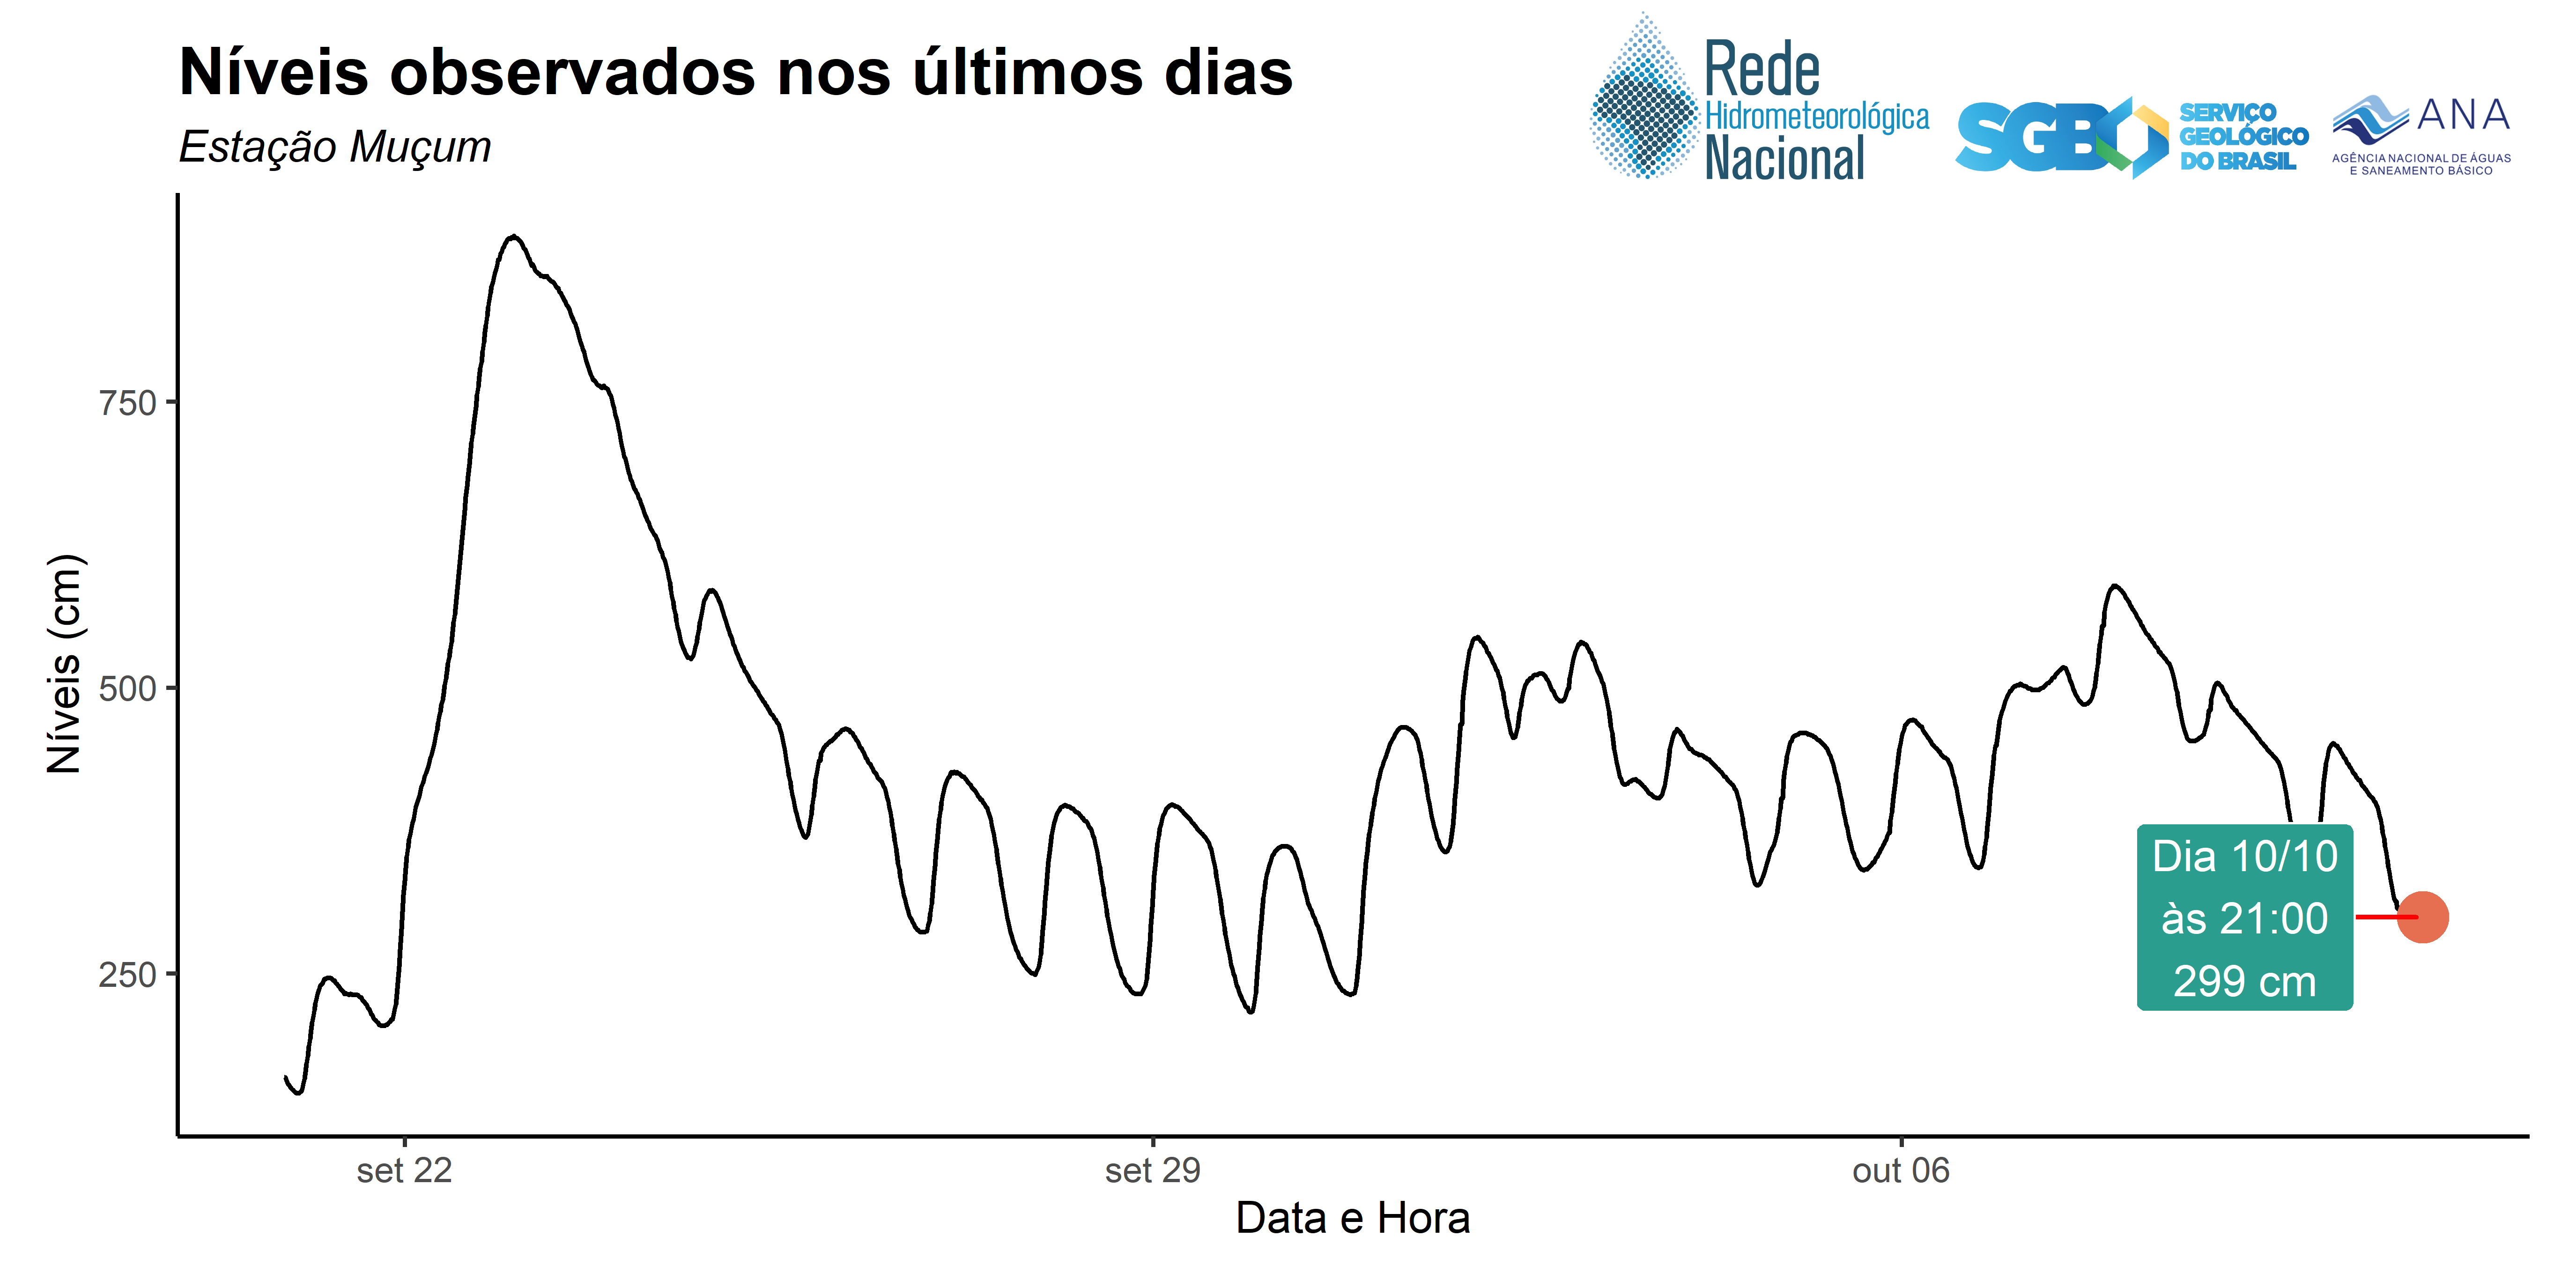 Níveis observados nos últimos dias
Estação Muçum
Rede
Hidrometeorológica
Nacional
SGB
SERVIÇO
GEOLÓGICO
DO BRASIL
ANA
AGÊNCIA NACIONAL DE ÁGUAS
E SANEAMENTO BÁSICO
Níveis (cm)
750
500
250
Dia 10/10
às 21:00
299 cm
set 22
set 29
out 06
Data e Hora